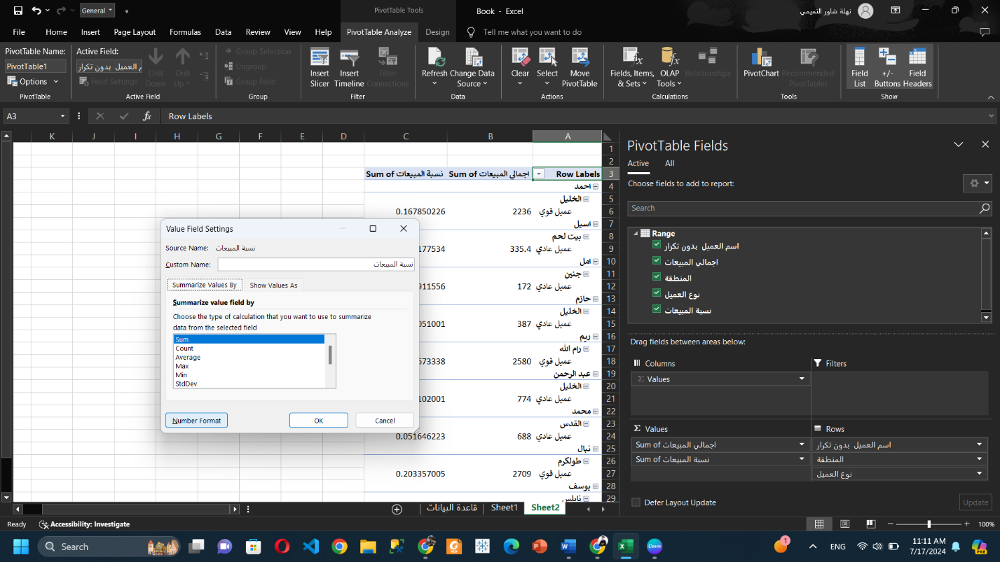 General
PivotTable Tools
Book - Excel
نهلة شاور التميمي
File Home Insert Page Layout Formulas Data Review View Help PivotTable Analyze Design Tell me what you want to do
PivotTable Name:
PivotTable1
Options
PivotTable
Active Field:
م العميل بدون تكرار
Field Settings
Drill Down
Drill Up
Active Field
Group Selection
Ungroup
Group Field
Group
Insert Slicer
Insert Timeline
Filter Connections
Filter
Refresh
Change Data Source
Data
Clear
Select
Move PivotTable
Actions
Fields, Items, & Sets
OLAP Tools
Relationships
Calculations
PivotChart
Recommended PivotTables
Tools
Field List
+/- Buttons
Field Headers
Show
A3
fx
Row Labels
K J I H G F E D C B A
1
2
Sum of نسبة المبيعات Sum of اجمالي المبيعات Row Labels 3
احمد 4
الخليل 5
0.167850226 2236 عميل قوي 6
اسيل 7
بيت لحم 8
177534 335.4 عميل عادي 9
امل 10
جنين 11
911556 172 عميل عادي 12
حازم 13
الخليل 14
051001 387 عميل عادي 15
ريم 16
رام الله 17
673338 2580 عميل قوي 18
عبد الرحمن 19
الخليل 20
102001 774 عميل عادي 21
محمد 22
القدس 23
0.051646223 688 عميل عادي 24
نبال 25
طولكرم 26
0.203357005 2709 عميل قوي 27
يوسف 28
نابلس 29
Value Field Settings
Source Name: نسبة المبيعات
Custom Name: نسبة المبيعات
Summarize Values By Show Values As
Summarize value field by
Choose the type of calculation that you want to use to summarize
data from the selected field
Sum
Count
Average
Max
Min
StdDev
Number Format OK Cancel
PivotTable Fields
Active All
Choose fields to add to report:
Search
Range
اسم العميل بدون تكرار
اجمالي المبيعات
المنطقة
نوع العميل
نسبة المبيعات
Drag fields between areas below:
Columns Filters
Σ Values
Σ Values Rows
Sum of اجمالي المبيعات اسم العميل بدون تكرار
Sum of نسبة المبيعات المنطقة
نوع العميل
Defer Layout Update Update
قاعدة البيانات Sheet1 Sheet2
Ready Accessibility: Investigate 100%
Search
1
ENG
11:11 AM
7/17/2024
PRE